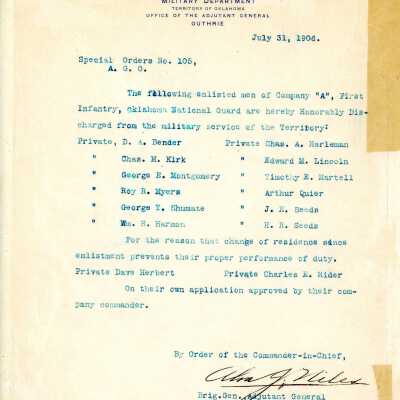 MILITARY DEPARTMENT
TERRITORY OF OKLAHOMA
OFFICE OF THE ADJUTANT GENERAL
GUTHRIE
July 31, 1906.
Special Orders No. 105,
A. G. O.
The following enlisted men of Company "A", First
Infantry, Oklahoma National Guard are hereby Honorably Dis-
charged from the military service of the Territory:
Private, D. A. Bender Private Chas. A. Harleman
" Chas. M. Kirk " Edward M. Lincoln
" George E. Montgomery " Timothy E. Martell
" Roy R. Myers " Arthur Quier
" George T. Shumate " J. E. Seeds
" Wm. H. Harman " H. R. Seeds
For the reason that change of residence since
enlistment prevents their proper performance of duty.
Private Dave Herbert Private Charles E. Rider
On their own application approved by their com-
pany commander.
By Order of the Commander-in-Chief,
Alva J. Niles
Brig.Gen. Adjutant General